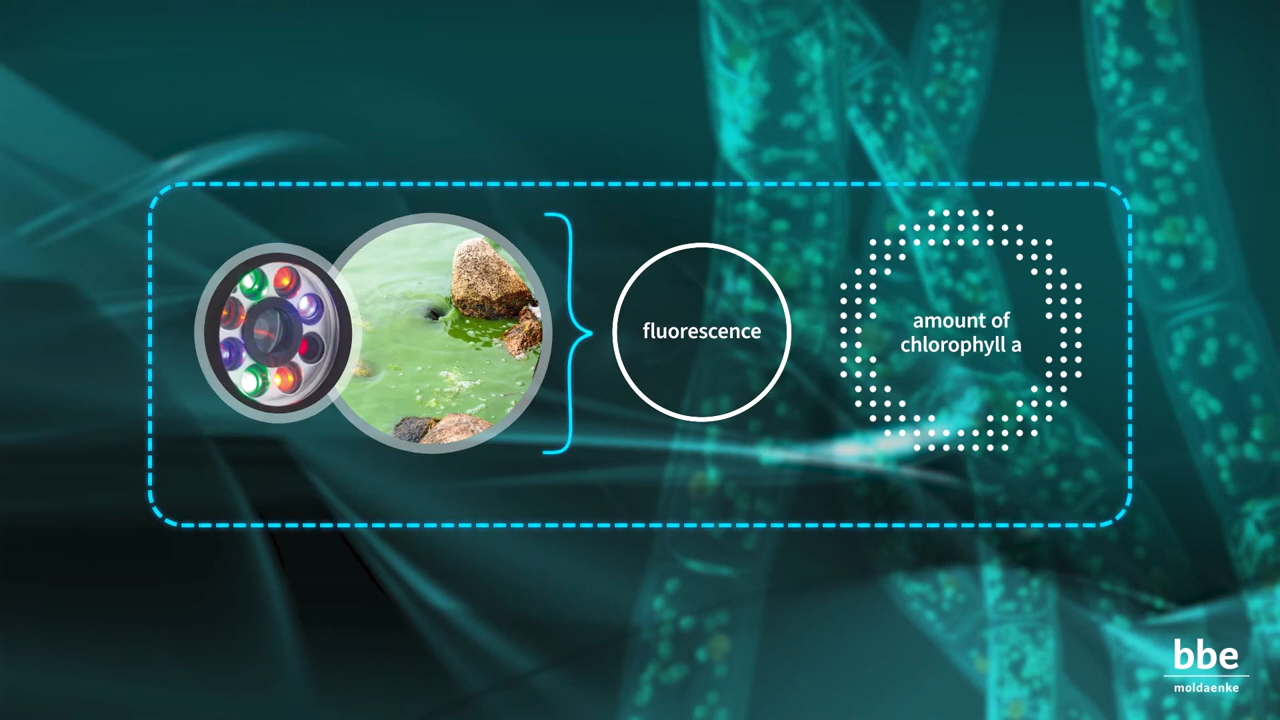 fluorescence
amount of
chlorophyll a
bbe
moldaenke